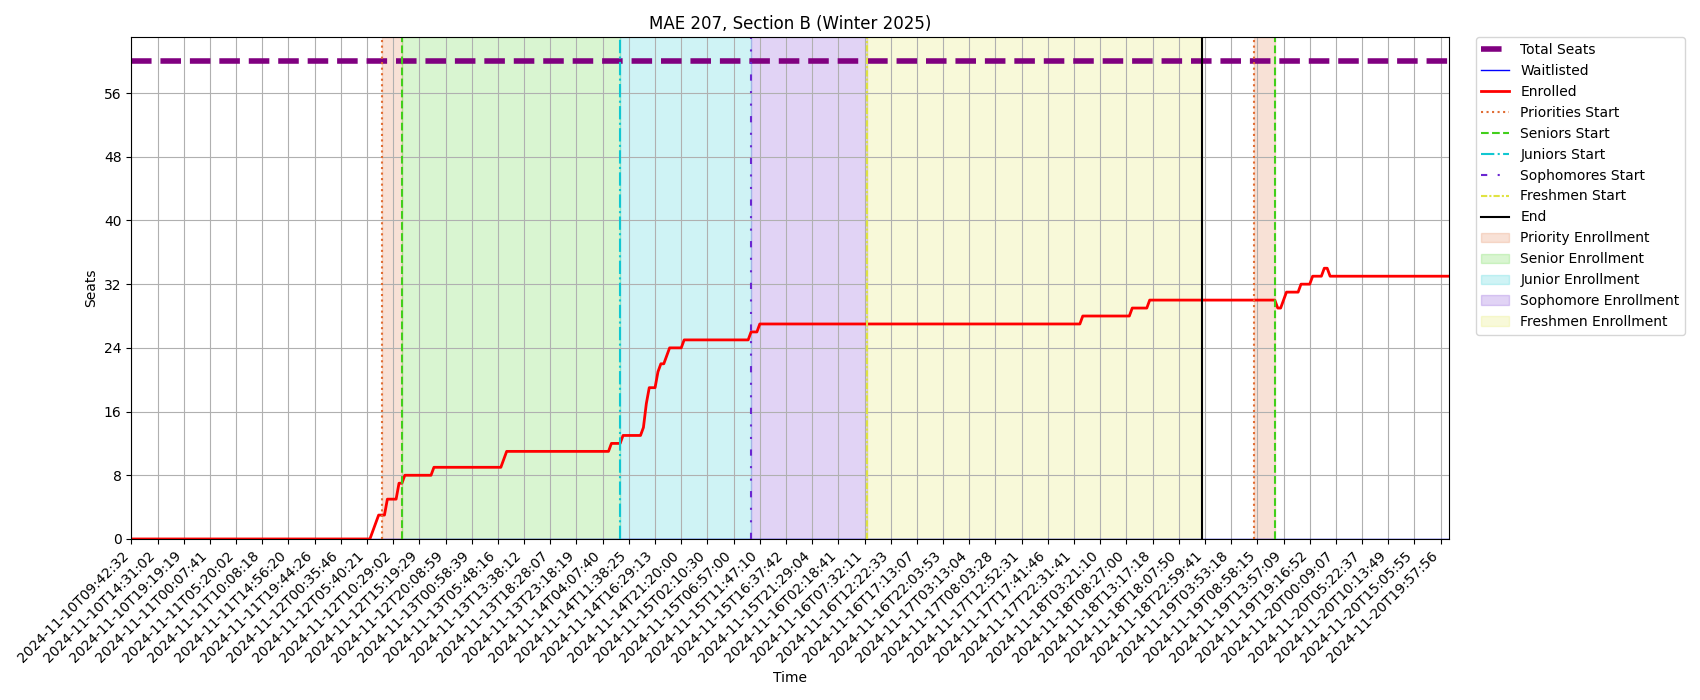 MAE 207, Section B (Winter 2025)
Total Seats
Waitlisted
Enrolled
Priorities Start
Seniors Start
Juniors Start
Sophomores Start
Freshmen Start
End
Priority Enrollment
Senior Enrollment
Junior Enrollment
Sophomore Enrollment
Freshmen Enrollment
Seats
56
48
40
32
24
16
8
0
2024-11-10T09:42:32
2024-11-10T14:31:02
2024-11-10T19:19:19
2024-11-11T00:07:41
2024-11-11T05:20:02
2024-11-11T10:08:18
2024-11-11T14:56:20
2024-11-11T19:44:26
2024-11-12T00:35:46
2024-11-12T05:40:21
2024-11-12T10:29:02
2024-11-12T15:19:29
2024-11-12T20:08:59
2024-11-13T00:58:39
2024-11-13T05:48:16
2024-11-13T13:38:12
2024-11-13T18:28:07
2024-11-13T23:18:19
2024-11-14T04:07:40
2024-11-14T11:38:25
2024-11-14T16:29:13
2024-11-14T21:20:00
2024-11-15T02:10:30
2024-11-15T06:57:00
2024-11-15T11:47:10
2024-11-15T16:37:42
2024-11-15T21:29:04
2024-11-16T02:18:41
2024-11-16T07:32:11
2024-11-16T12:22:33
2024-11-16T17:13:07
2024-11-16T22:03:53
2024-11-17T03:13:04
2024-11-17T08:03:28
2024-11-17T12:52:31
2024-11-17T17:41:46
2024-11-17T22:31:41
2024-11-18T03:21:10
2024-11-18T08:27:00
2024-11-18T13:17:18
2024-11-18T18:07:50
2024-11-18T22:59:41
2024-11-19T03:53:18
2024-11-19T08:58:15
2024-11-19T13:57:09
2024-11-19T19:16:52
2024-11-20T00:09:07
2024-11-20T05:22:37
2024-11-20T10:13:49
2024-11-20T15:05:55
2024-11-20T19:57:56
Time